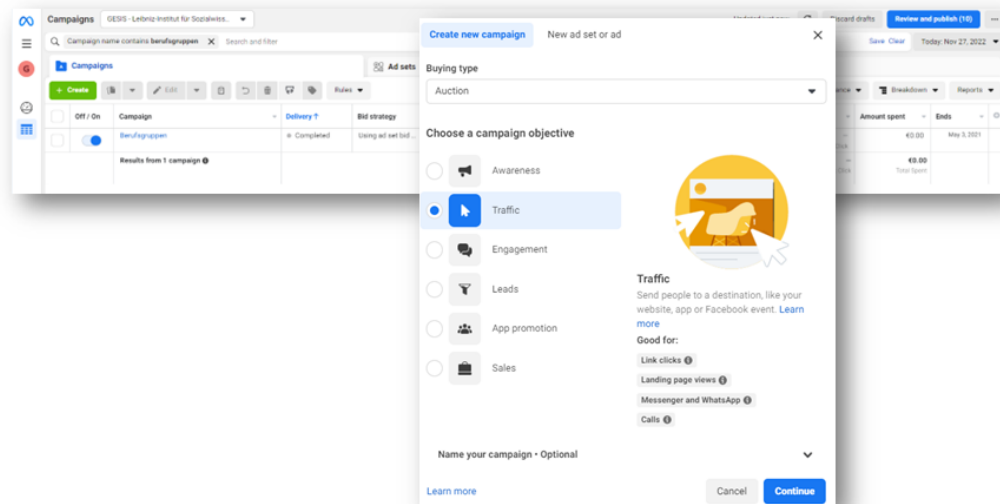 Campaigns
GESIS - Leibniz-Institut für Sozialwiss...
Discard drafts
Review and publish (10)
Campaign name contains berufsgruppen
Search and filter
Save Clear
Today: Nov 27, 2022
G
Campaigns
Ad sets
+ Create
Edit
Rules
Breakdown
Reports
Off / On
Campaign
Delivery ↑
Bid strategy
Amount spent
Ends
Berufsgruppen
Completed
Using ad set bid ...
€0.00
May 3, 2021
Results from 1 campaign
€0.00
Total Spent
Create new campaign
New ad set or ad
Buying type
Auction
Choose a campaign objective
Awareness
Traffic
Engagement
Leads
App promotion
Sales
Traffic
Send people to a destination, like your
website, app or Facebook event. Learn
more
Good for:
Link clicks
Landing page views
Messenger and WhatsApp
Calls
Name your campaign • Optional
Learn more
Cancel
Continue